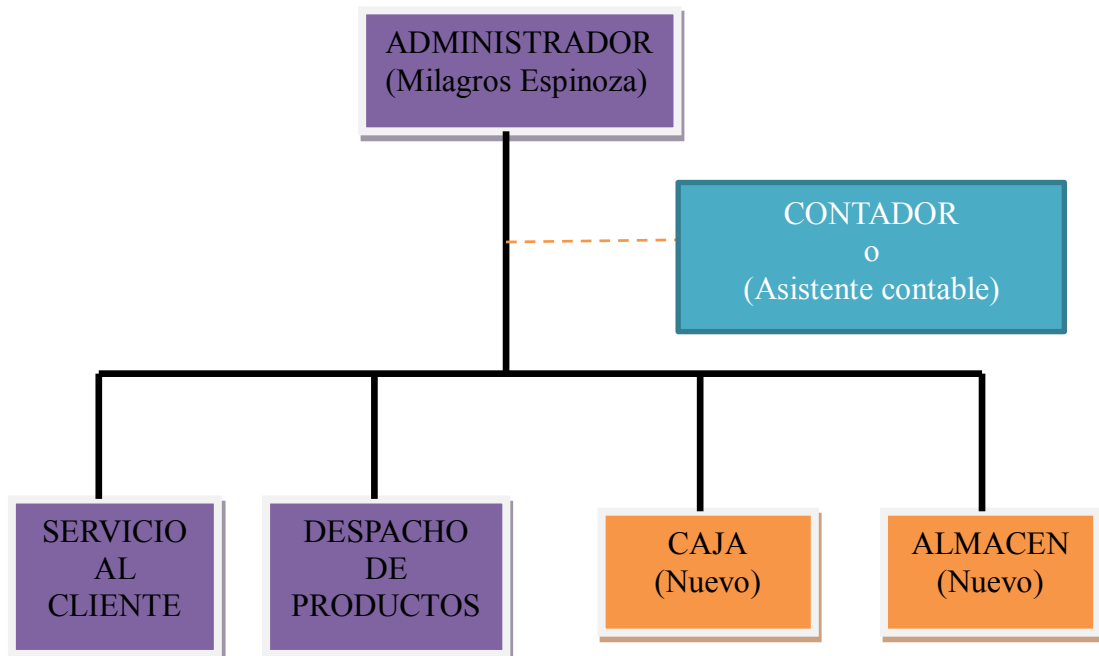 ADMINISTRADOR
(Milagros Espinoza)
CONTADOR
o
(Asistente contable)
SERVICIO
AL
CLIENTE
DESPACHO
DE
PRODUCTOS
CAJA
(Nuevo)
ALMACEN
(Nuevo)